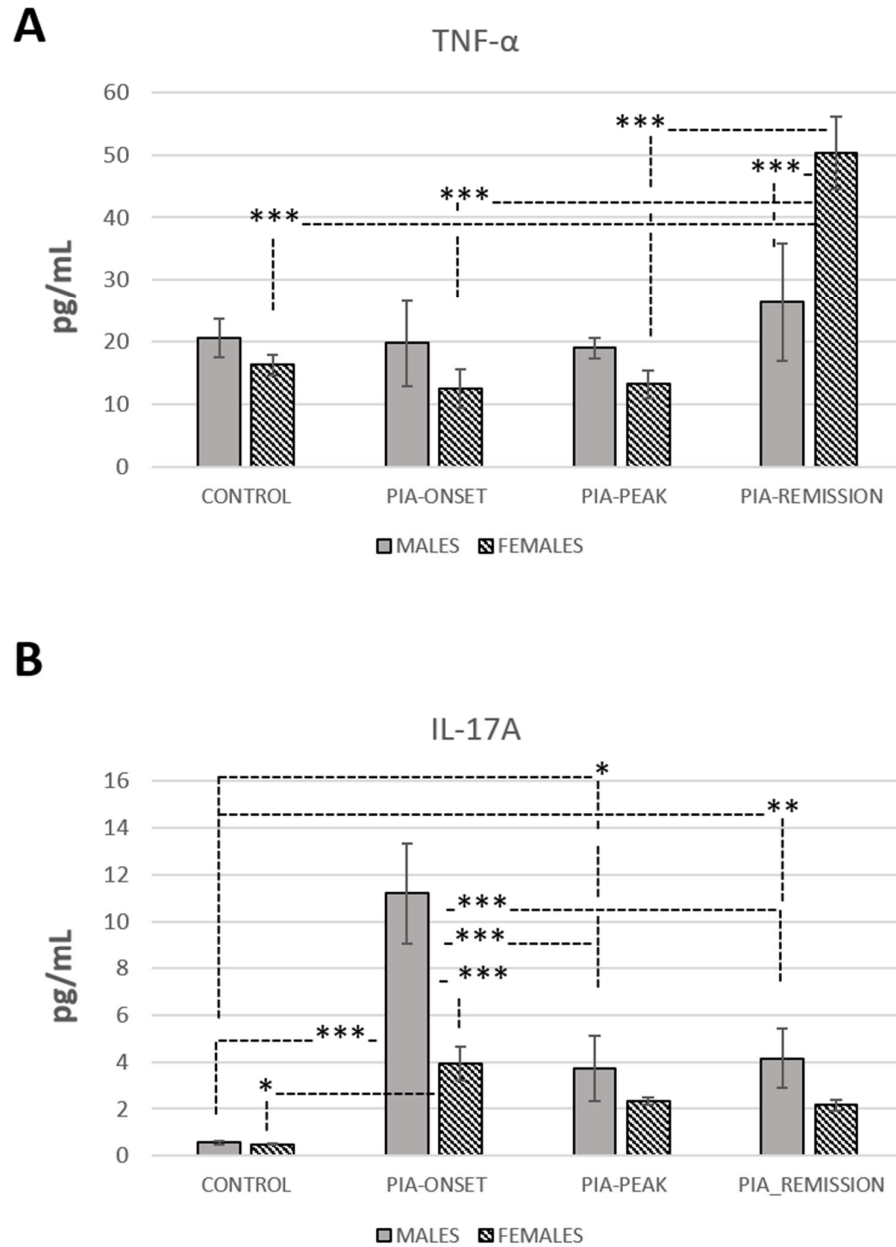 A
TNF-α
60
50
40
30
20
10
0
pg/mL
***
***
***
***
CONTROL PIA-ONSET PIA-PEAK PIA-REMISSION
MALES FEMALES
B
IL-17A
16
14
12
10
8
6
4
2
0
pg/mL
*
**
***
***
***
***
*
CONTROL PIA-ONSET PIA-PEAK PIA_REMISSION
MALES FEMALES